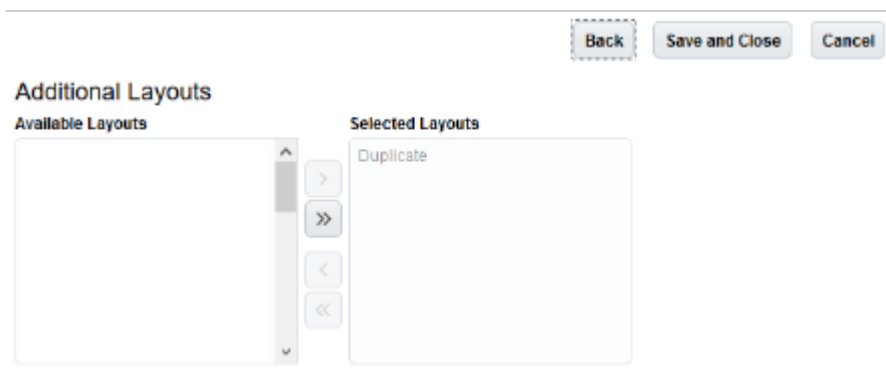 Back Save and Close Cancel
Additional Layouts
Available Layouts Selected Layouts
Duplicate